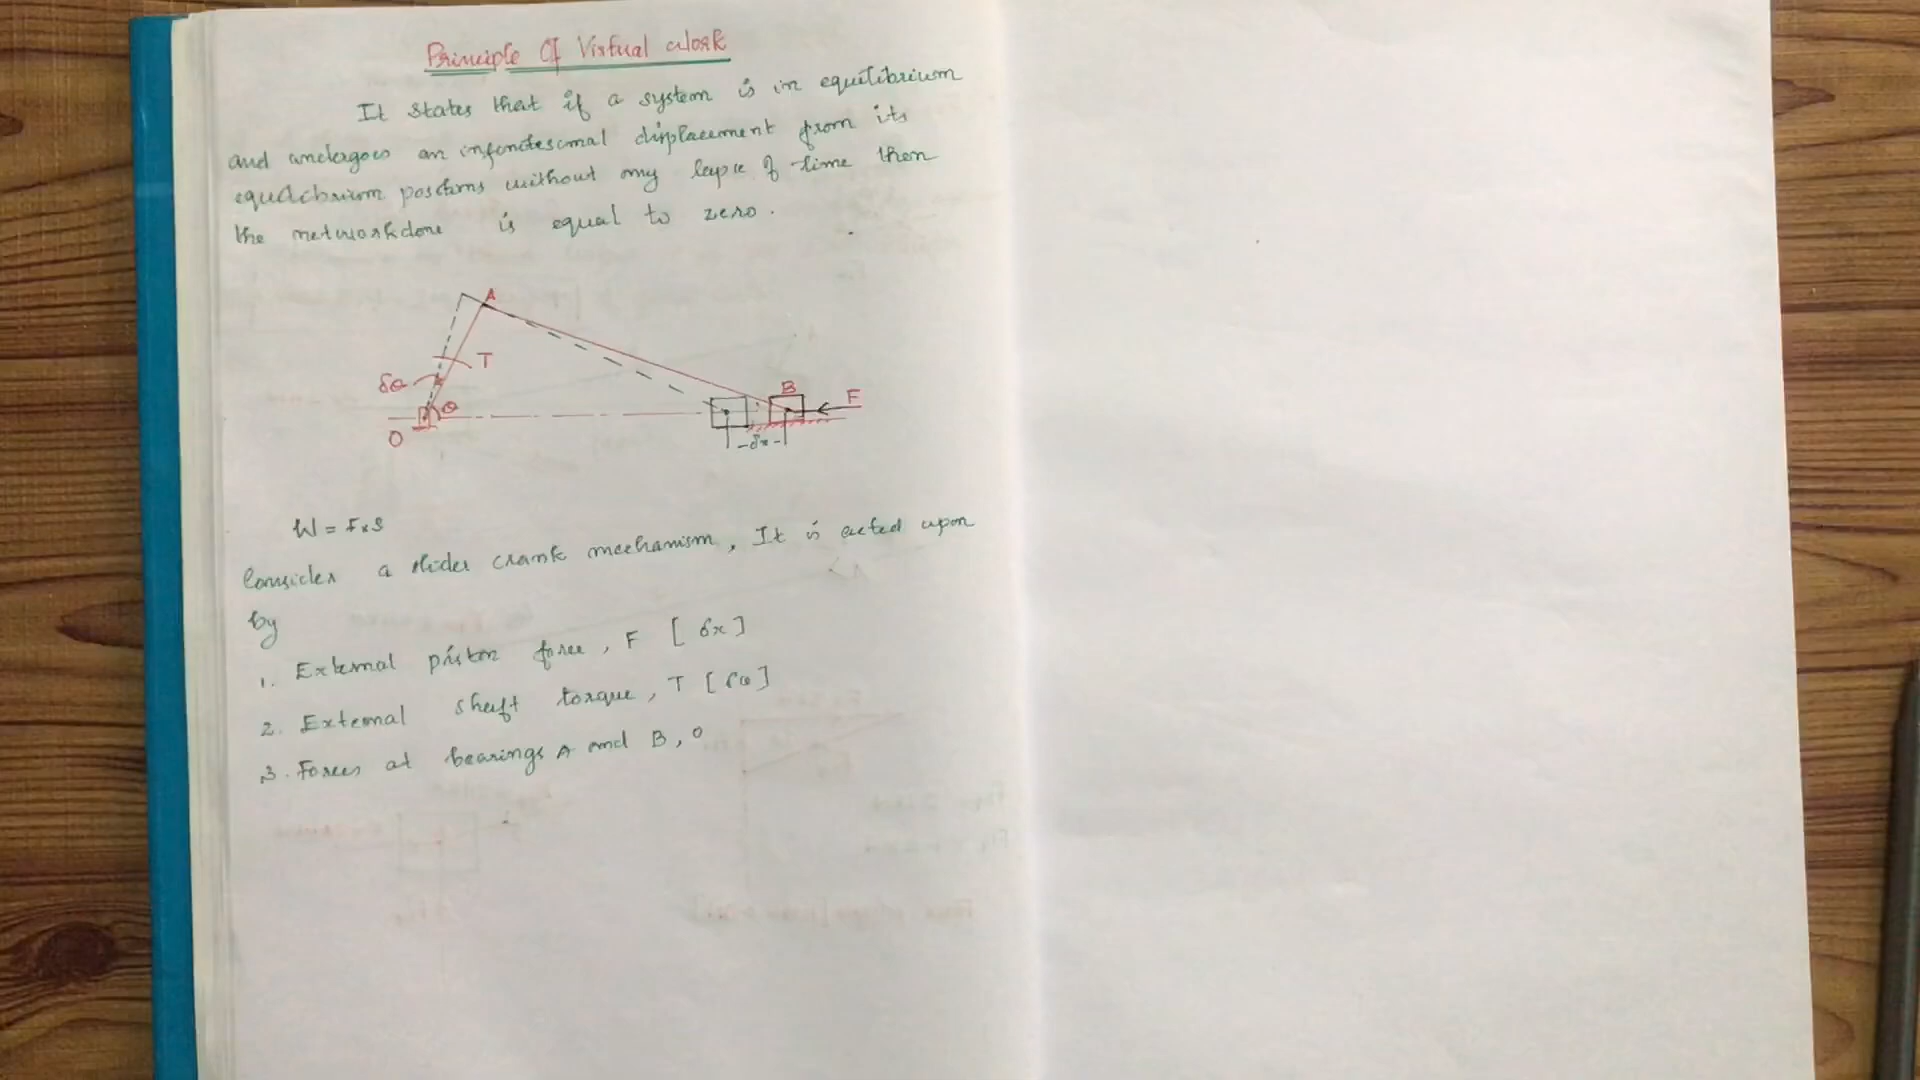 Principle Of Virtual Work
It states that if a system is in equilibrium
and undergoes an infinitesimal displacement from its
equilibrium positions without any lapse of time then
the net workdone is equal to zero.
A
T
δθ
θ
B
F
O
δx
W = F×S
Consider a slider crank mechanism, It is acted upon
by
1. External piston force, F [ δx ]
2. External shaft torque, T [ δθ ]
3. Forces at bearings A and B, O